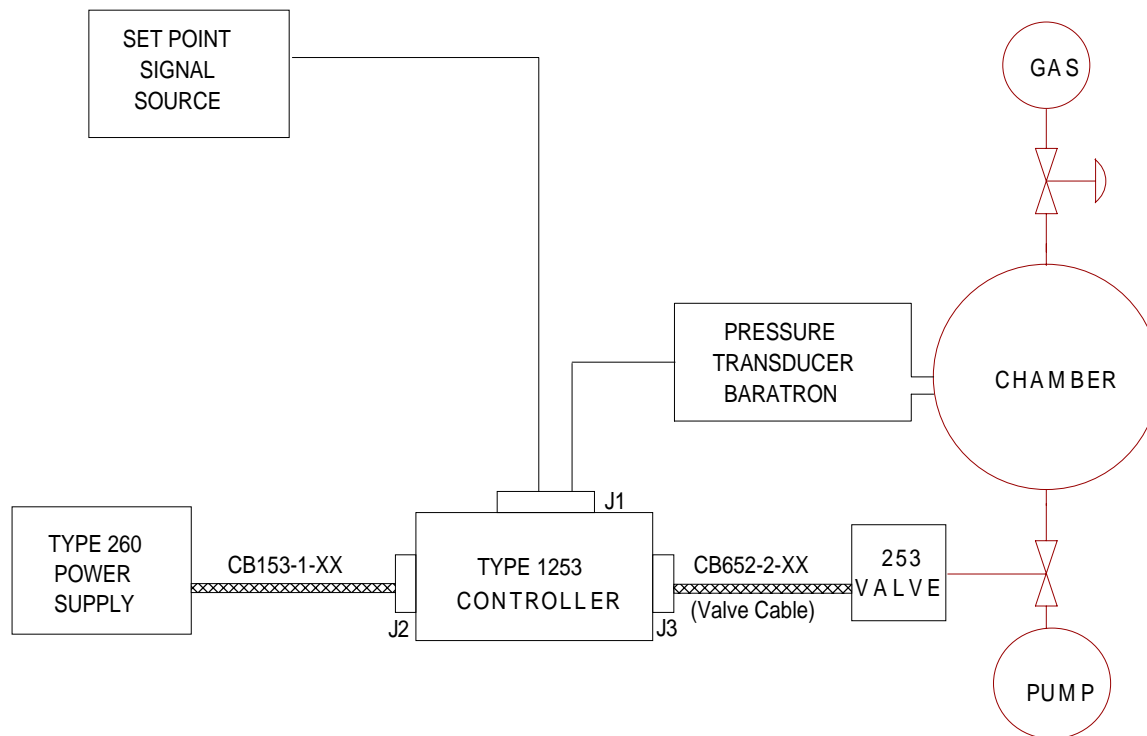 SET POINT
SIGNAL
SOURCE
GAS
PRESSURE
TRANSDUCER
BARATRON
CHAMBER
J1
TYPE 260
POWER
SUPPLY
CB153-1-XX
J2
TYPE 1253
CONTROLLER
J3
CB652-2-XX
(Valve Cable)
253
VALVE
PUMP